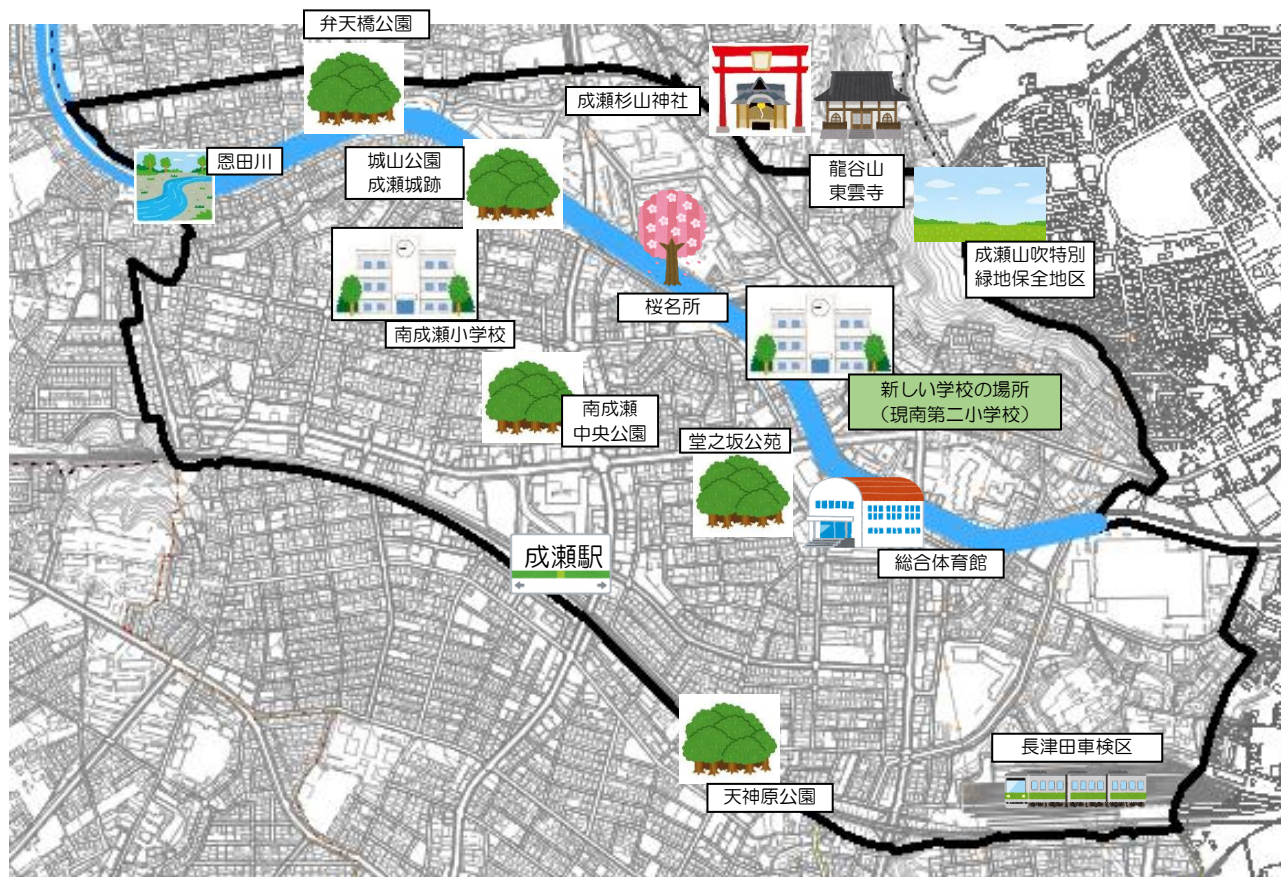 弁天橋公園
成瀬杉山神社
恩田川
城山公園
成瀬城跡
龍谷山
東雲寺
成瀬山吹特別
緑地保全地区
桜名所
南成瀬小学校
新しい学校の場所
（現南第二小学校）
南成瀬
中央公園
堂之坂公苑
成瀬駅
総合体育館
長津田車検区
天神原公園